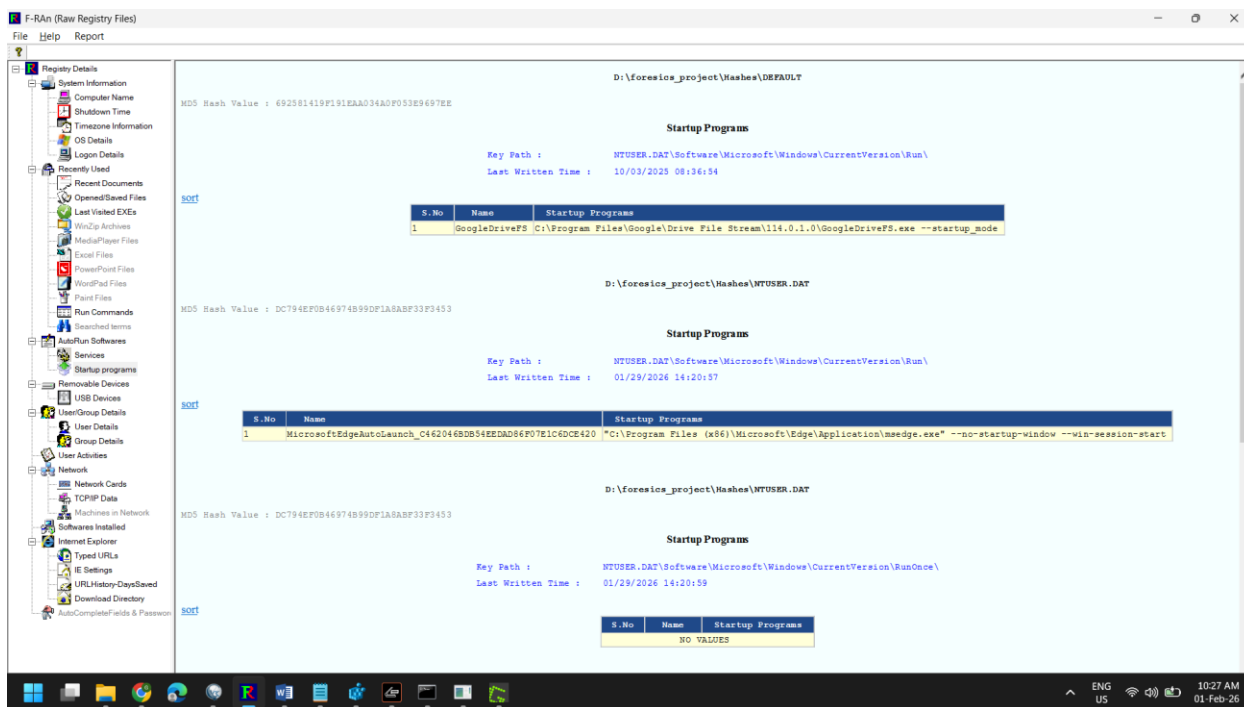 F-RAn (Raw Registry Files)
File Help Report
Registry Details
System Information
Computer Name
Shutdown Time
Timezone Information
OS Details
Logon Details
Recently Used
Recent Documents
Opened/Saved Files
Last Visited EXEs
WinZip Archives
MediaPlayer Files
Excel Files
PowerPoint Files
WordPad Files
Paint Files
Run Commands
Searched terms
AutoRun Softwares
Services
Startup programs
Removable Devices
USB Devices
User/Group Details
User Details
Group Details
User Activities
Network
Network Cards
TCP/IP Data
Machines in Network
Softwares Installed
Internet Explorer
Typed URLs
IE Settings
URLHistory-DaysSaved
Download Directory
AutoCompleteFields & Passwor
D:\foresics_project\Hashes\DEFAULT
MD5 Hash Value : 692581419F191EAA034A0F053E9697EE
Startup Programs
Key Path : NTUSER.DAT\Software\Microsoft\Windows\CurrentVersion\Run\
Last Written Time : 10/03/2025 08:36:54
sort
S.No Name Startup Programs
1 GoogleDriveFS C:\Program Files\Google\Drive File Stream\114.0.1.0\GoogleDriveFS.exe --startup_mode
D:\foresics_project\Hashes\NTUSER.DAT
MD5 Hash Value : DC794EF0B46974B99DF1A8ABF33F3453
Startup Programs
Key Path : NTUSER.DAT\Software\Microsoft\Windows\CurrentVersion\Run\
Last Written Time : 01/29/2026 14:20:57
sort
S.No Name Startup Programs
1 MicrosoftEdgeAutoLaunch_C462046BDB54EEDAD86F07E1C6DCE420 "C:\Program Files (x86)\Microsoft\Edge\Application\msedge.exe" --no-startup-window --win-session-start
D:\foresics_project\Hashes\NTUSER.DAT
MD5 Hash Value : DC794EF0B46974B99DF1A8ABF33F3453
Startup Programs
Key Path : NTUSER.DAT\Software\Microsoft\Windows\CurrentVersion\RunOnce\
Last Written Time : 01/29/2026 14:20:59
sort
S.No Name Startup Programs
NO VALUES
ENG
US
10:27 AM
01-Feb-26